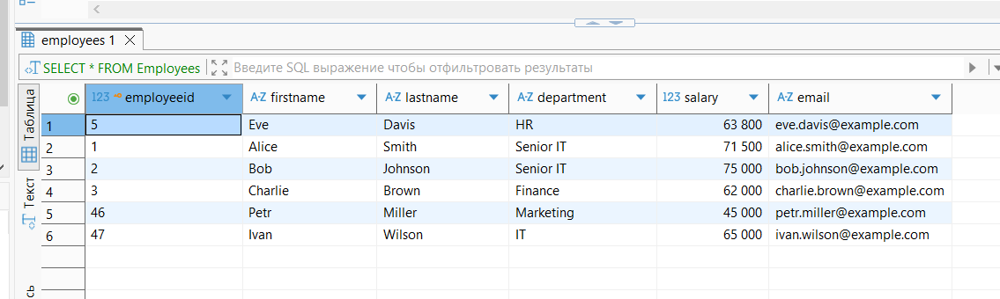 employees 1
SELECT * FROM Employees Введите SQL выражение чтобы отфильтровать результаты
123 employeeid A-Z firstname A-Z lastname A-Z department 123 salary A-Z email
1 5 Eve Davis HR 63 800 eve.davis@example.com
2 1 Alice Smith Senior IT 71 500 alice.smith@example.com
3 2 Bob Johnson Senior IT 75 000 bob.johnson@example.com
4 3 Charlie Brown Finance 62 000 charlie.brown@example.com
5 46 Petr Miller Marketing 45 000 petr.miller@example.com
6 47 Ivan Wilson IT 65 000 ivan.wilson@example.com
Таблица
Текст